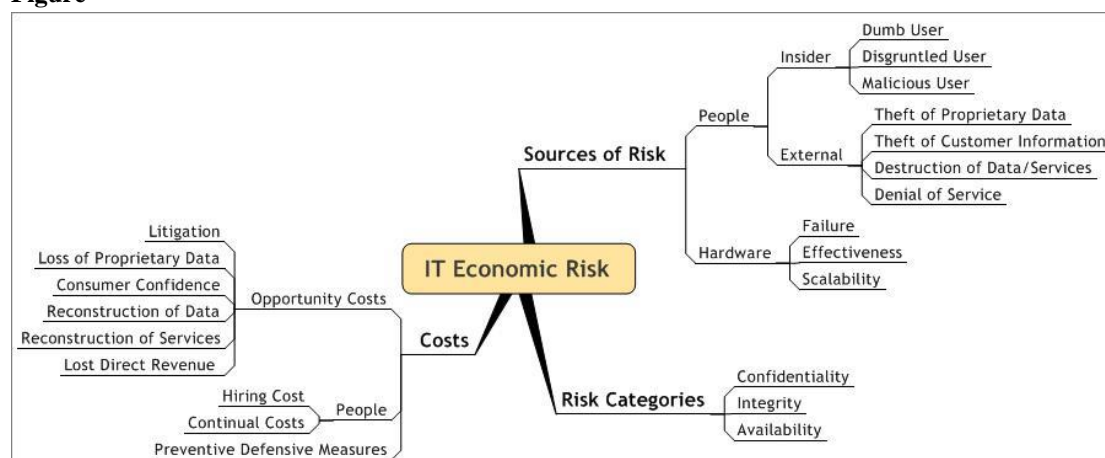 Figure
IT Economic Risk
Sources of Risk
People
Insider
Dumb User
Disgruntled User
Malicious User
External
Theft of Proprietary Data
Theft of Customer Information
Destruction of Data/Services
Denial of Service
Hardware
Failure
Effectiveness
Scalability
Risk Categories
Confidentiality
Integrity
Availability
Costs
Opportunity Costs
Litigation
Loss of Proprietary Data
Consumer Confidence
Reconstruction of Data
Reconstruction of Services
Lost Direct Revenue
People
Hiring Cost
Continual Costs
Preventive Defensive Measures